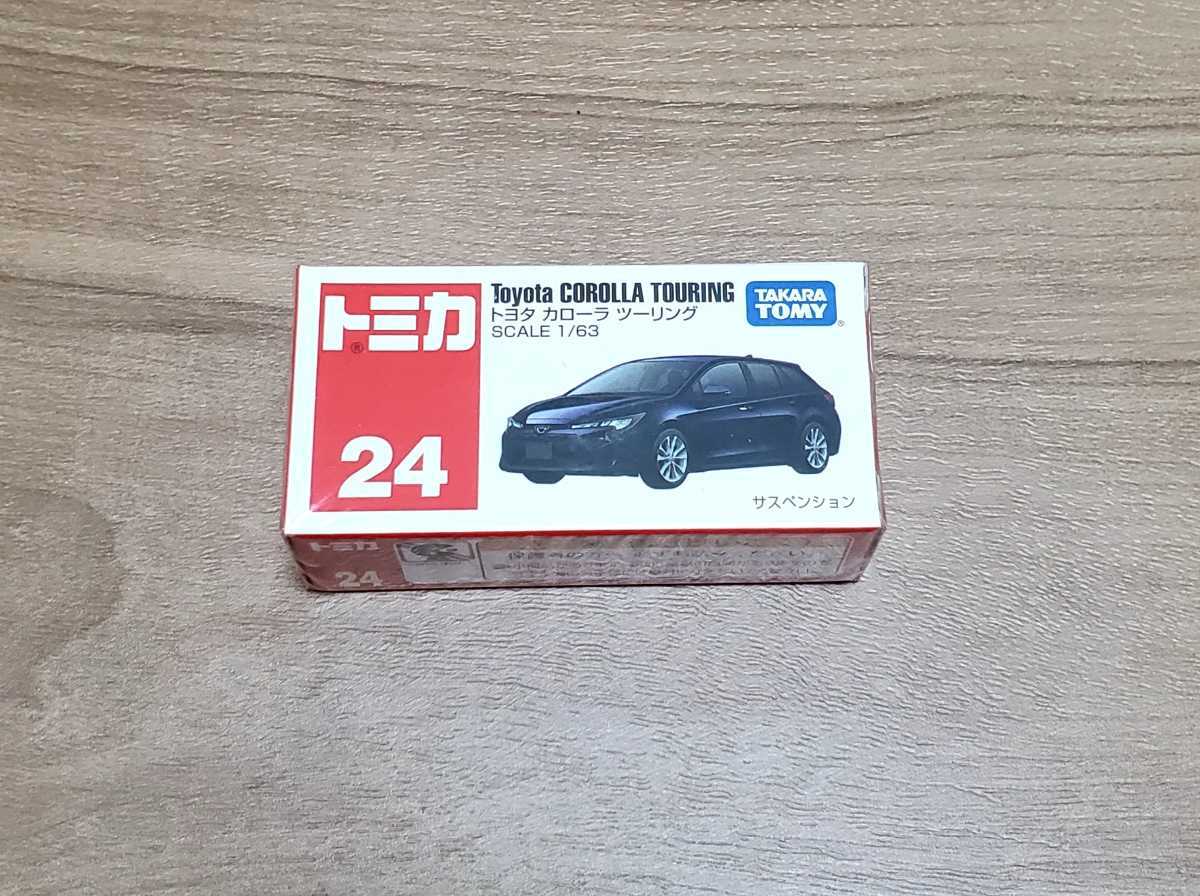 トミカ®
24
Toyota COROLLA TOURING
トヨタ カローラ ツーリング
SCALE 1/63
TAKARA
TOMY®
サスペンション
トミカ
24